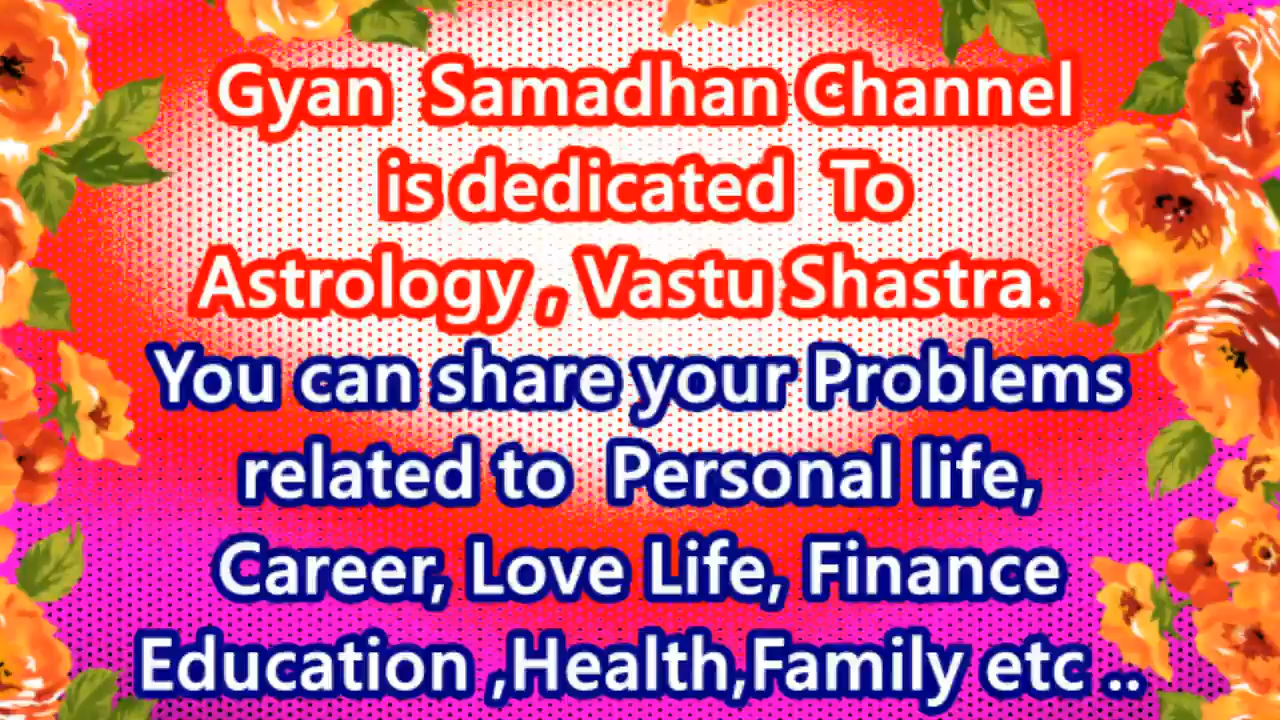 Gyan Samadhan Channel
is dedicated To
Astrology , Vastu Shastra.
You can share your Problems
related to Personal life,
Career, Love Life, Finance
Education ,Health,Family etc ..